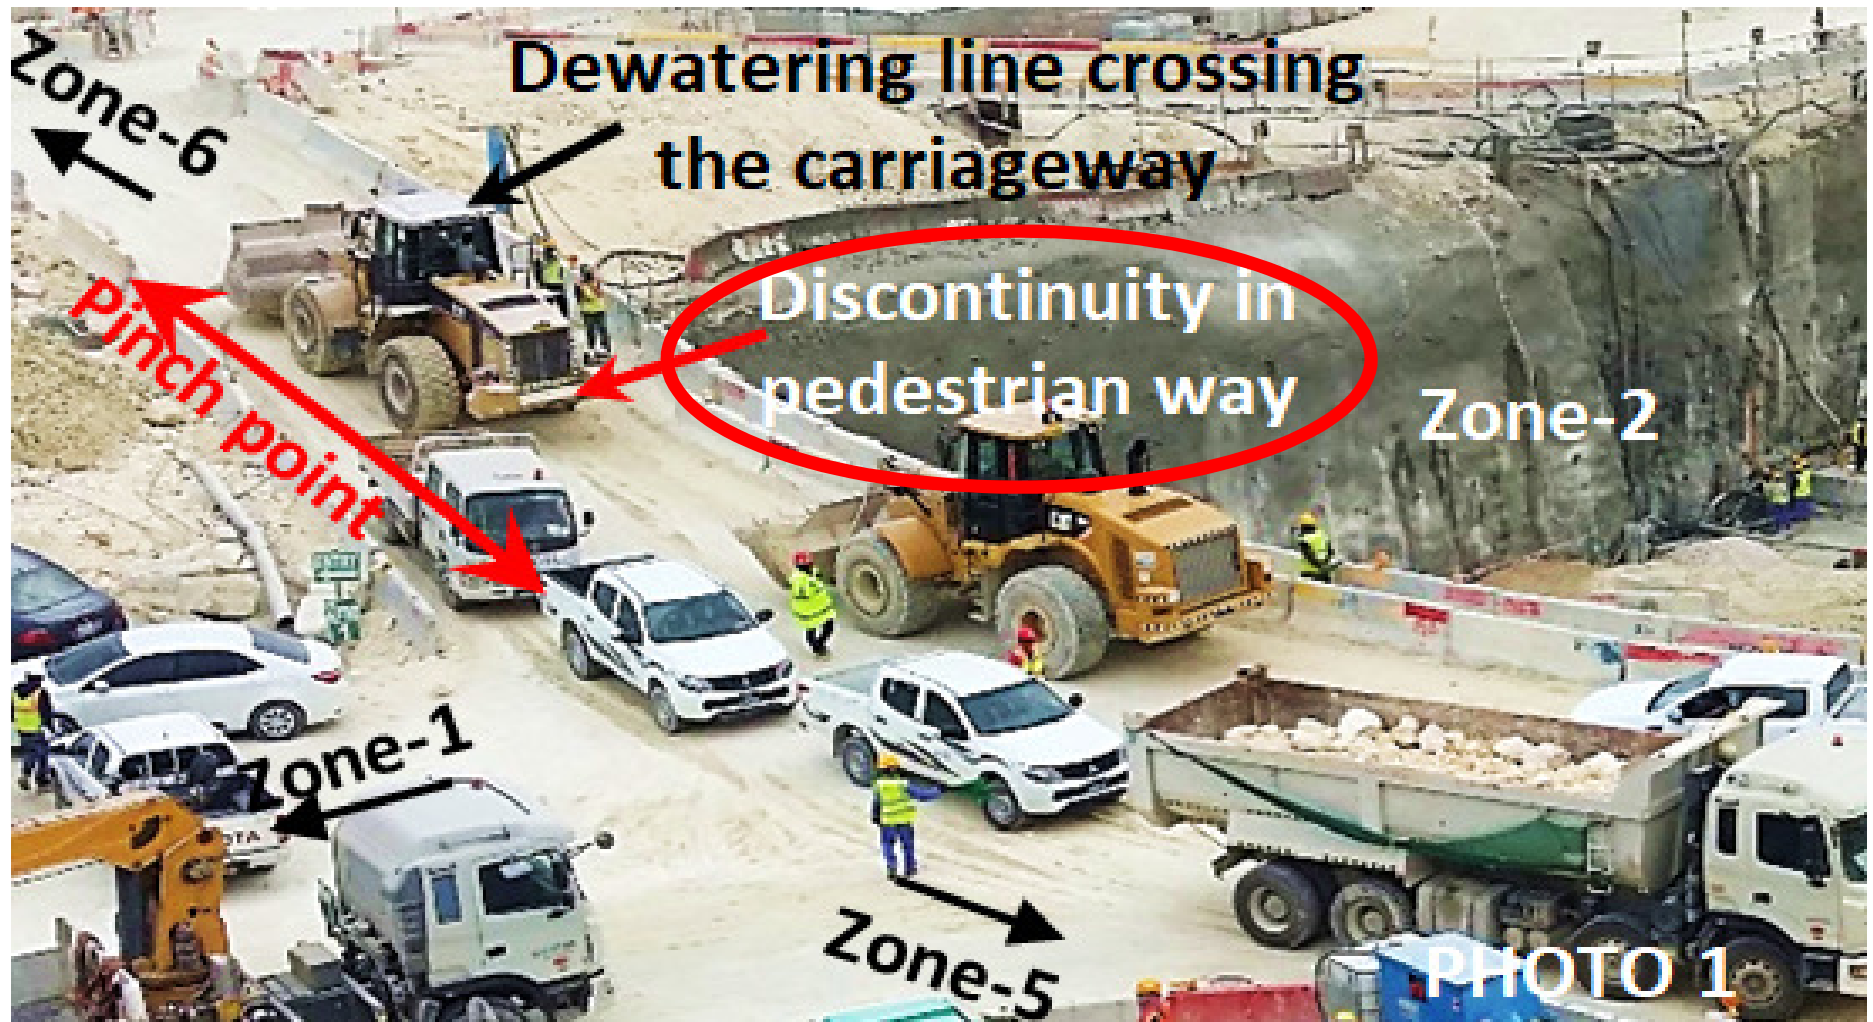 Zone-6
Dewatering line crossing
the carriageway
Discontinuity in
pedestrian way
Pinch point
Zone-2
Zone-1
Zone-5
PHOTO 1